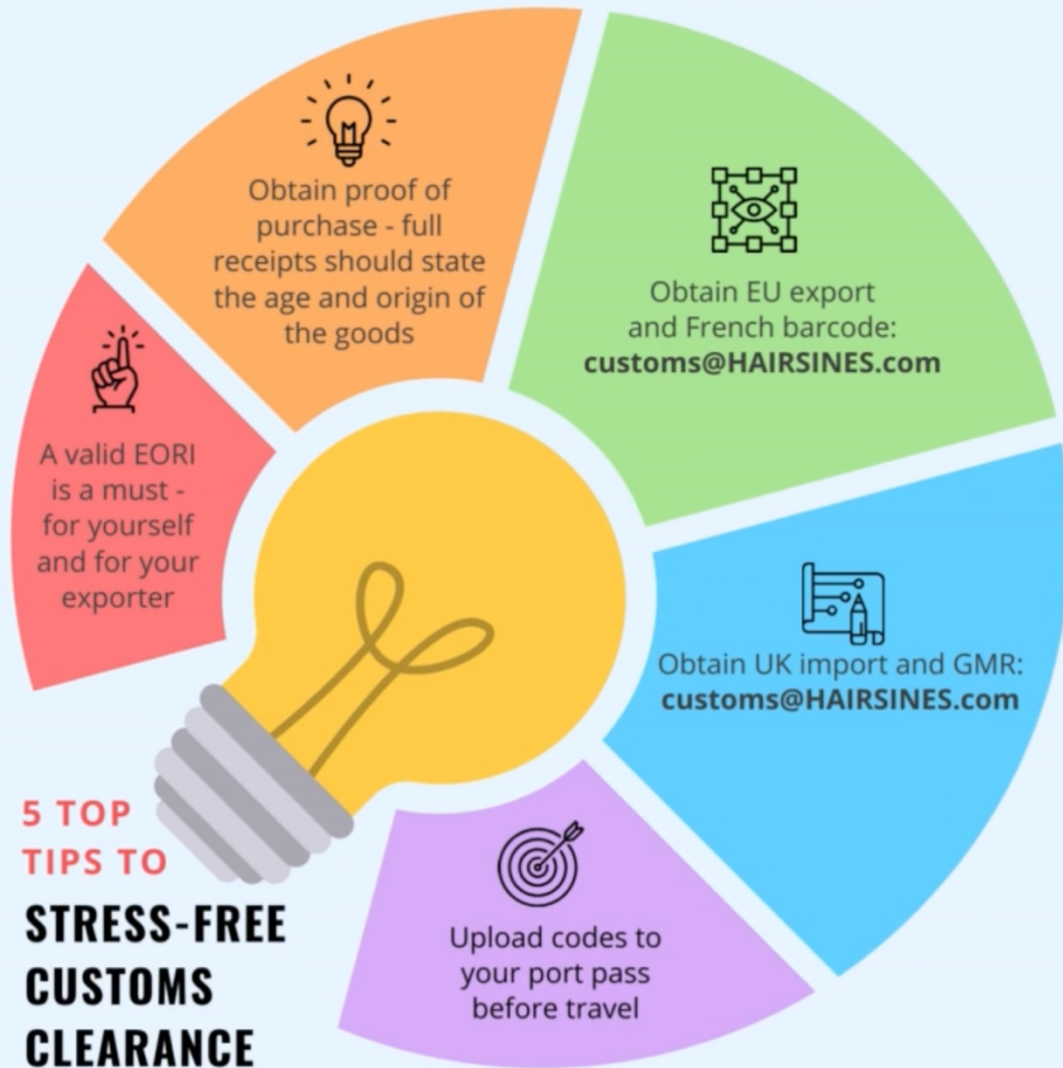 A valid EORI
is a must -
for yourself
and for your
exporter
Obtain proof of
purchase - full
receipts should state
the age and origin of
the goods
Obtain EU export
and French barcode:
customs@HAIRSINES.com
Obtain UK import and GMR:
customs@HAIRSINES.com
Upload codes to
your port pass
before travel
5 TOP
TIPS TO
STRESS-FREE
CUSTOMS
CLEARANCE